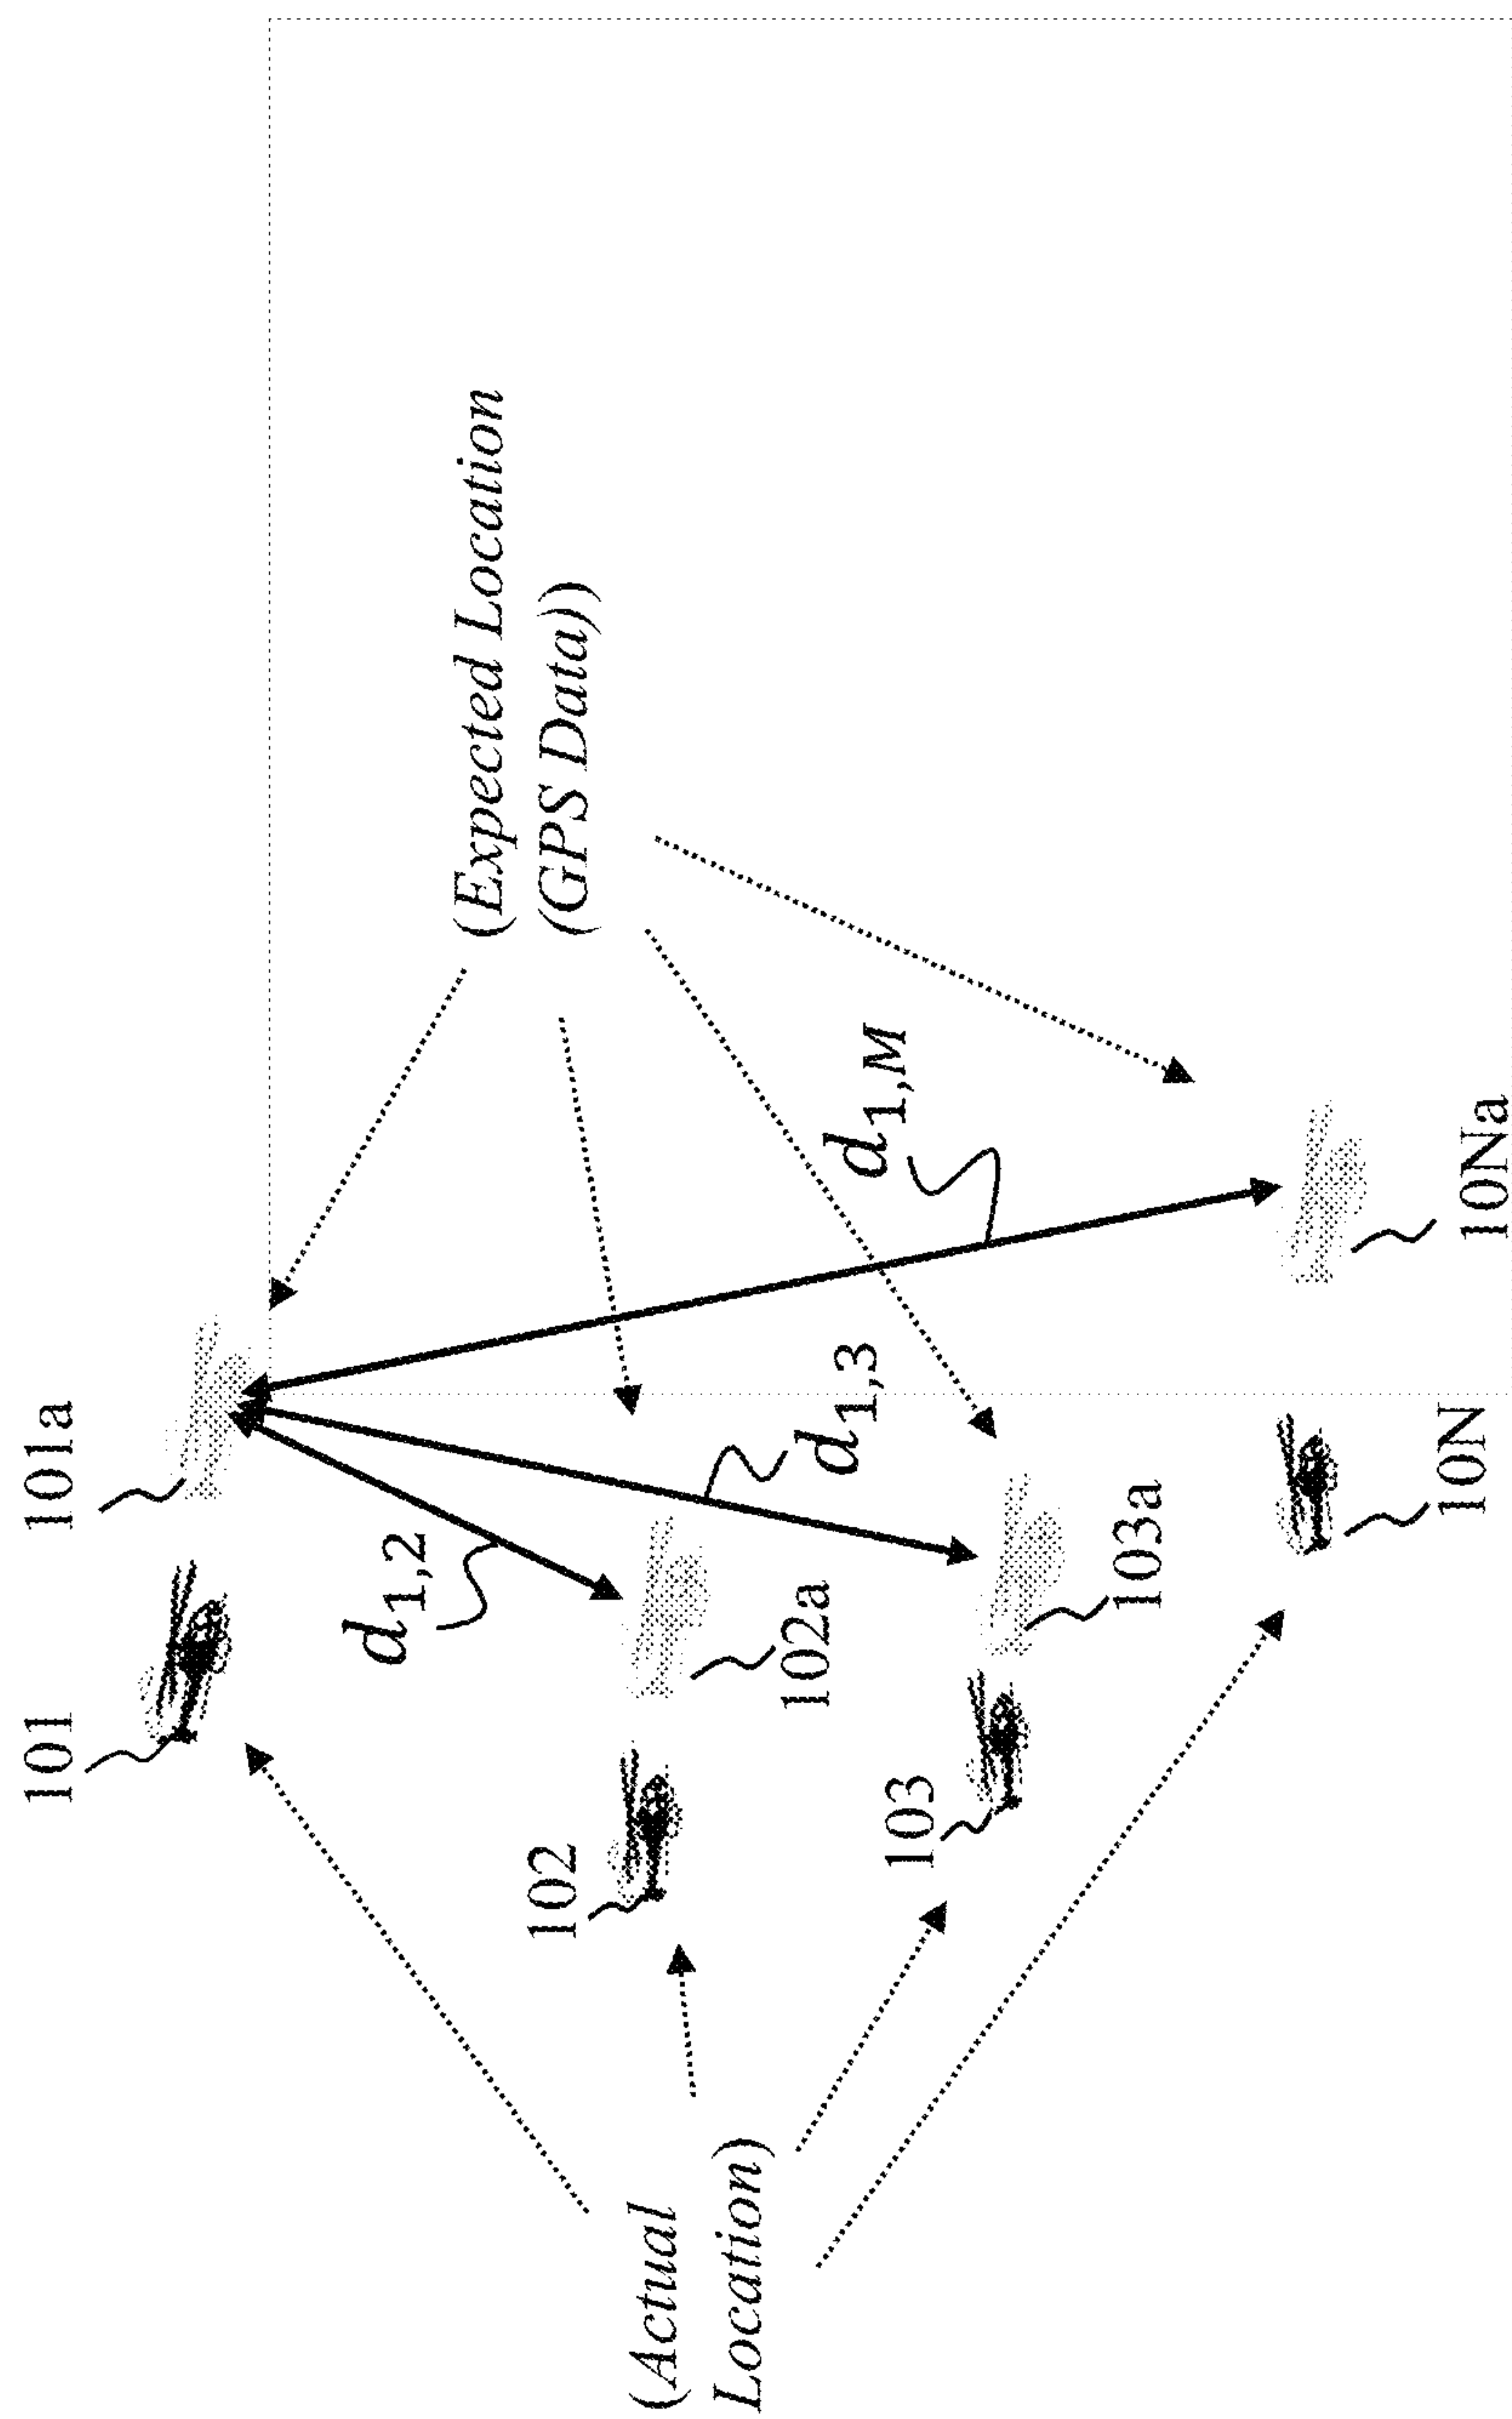 101
101a
(Expected Location
(GPS Data))
d1,2
102
102a
d1,3
d1,M
(Actual
Location)
103
103a
10N
10Na